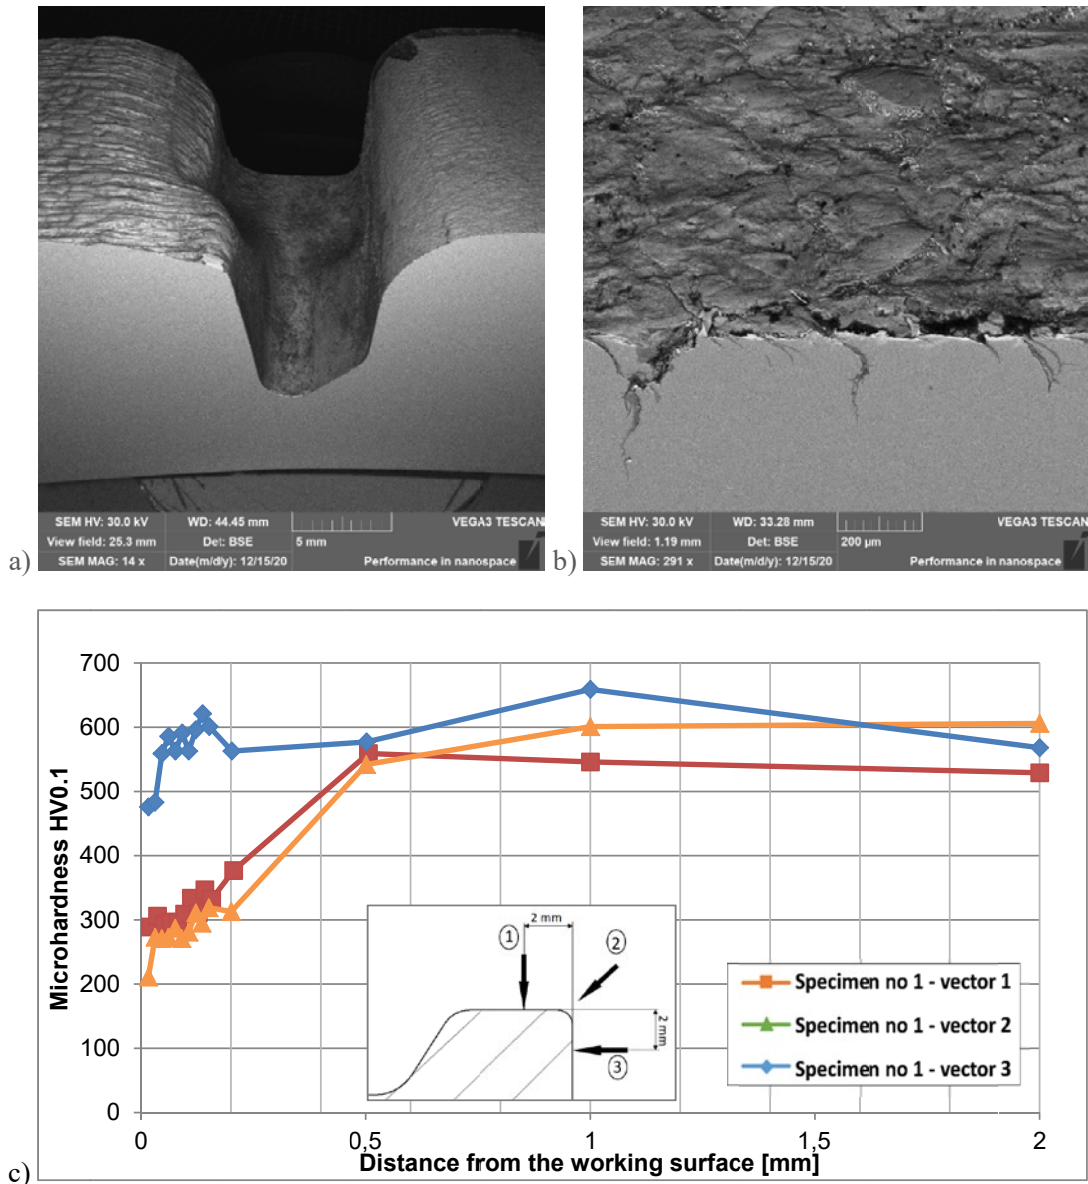 SEM HV: 30.0 kV
WD: 44.45 mm
VEGA3 TESCAN
View field: 25.3 mm
Det: BSE
5 mm
SEM MAG: 14 x
Date(m/d/y): 12/15/20
Performance in nanospace
a)
SEM HV: 30.0 kV
WD: 33.28 mm
VEGA3 TESCAN
View field: 1.19 mm
Det: BSE
200 µm
SEM MAG: 291 x
Date(m/d/y): 12/15/20
Performance in nanospace
b)
Microhardness HV0.1
700
600
500
400
300
200
100
0
0
0,5
1
1,5
2
Distance from the working surface [mm]
2 mm
1
2
2 mm
3
Specimen no 1 - vector 1
Specimen no 1 - vector 2
Specimen no 1 - vector 3
c)